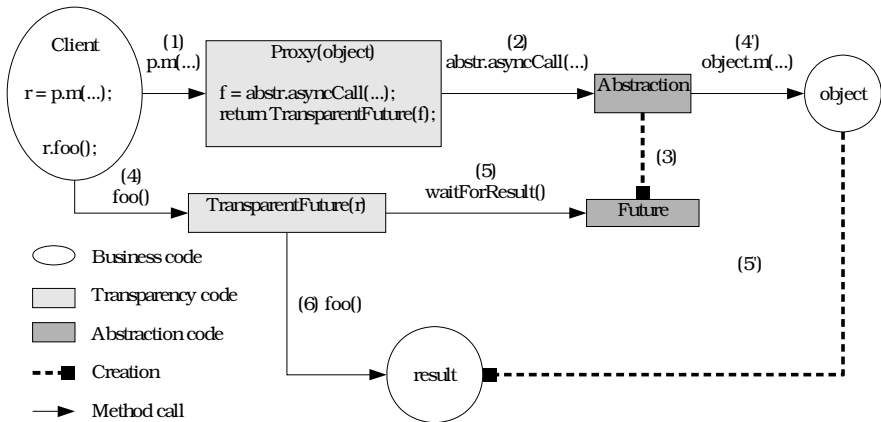 Client
r = p.m(...);
r.foo();
(1)
p.m(...)
Proxy(object)
f = abstr.asyncCall(...);
return TransparentFuture(f);
(2)
abstr.asyncCall(...)
Abstraction
(4')
object.m(...)
object
(3)
(4)
foo()
TransparentFuture(r)
(5)
waitForResult()
Future
(5')
(6) foo()
result
Business code
Transparency code
Abstraction code
Creation
Method call